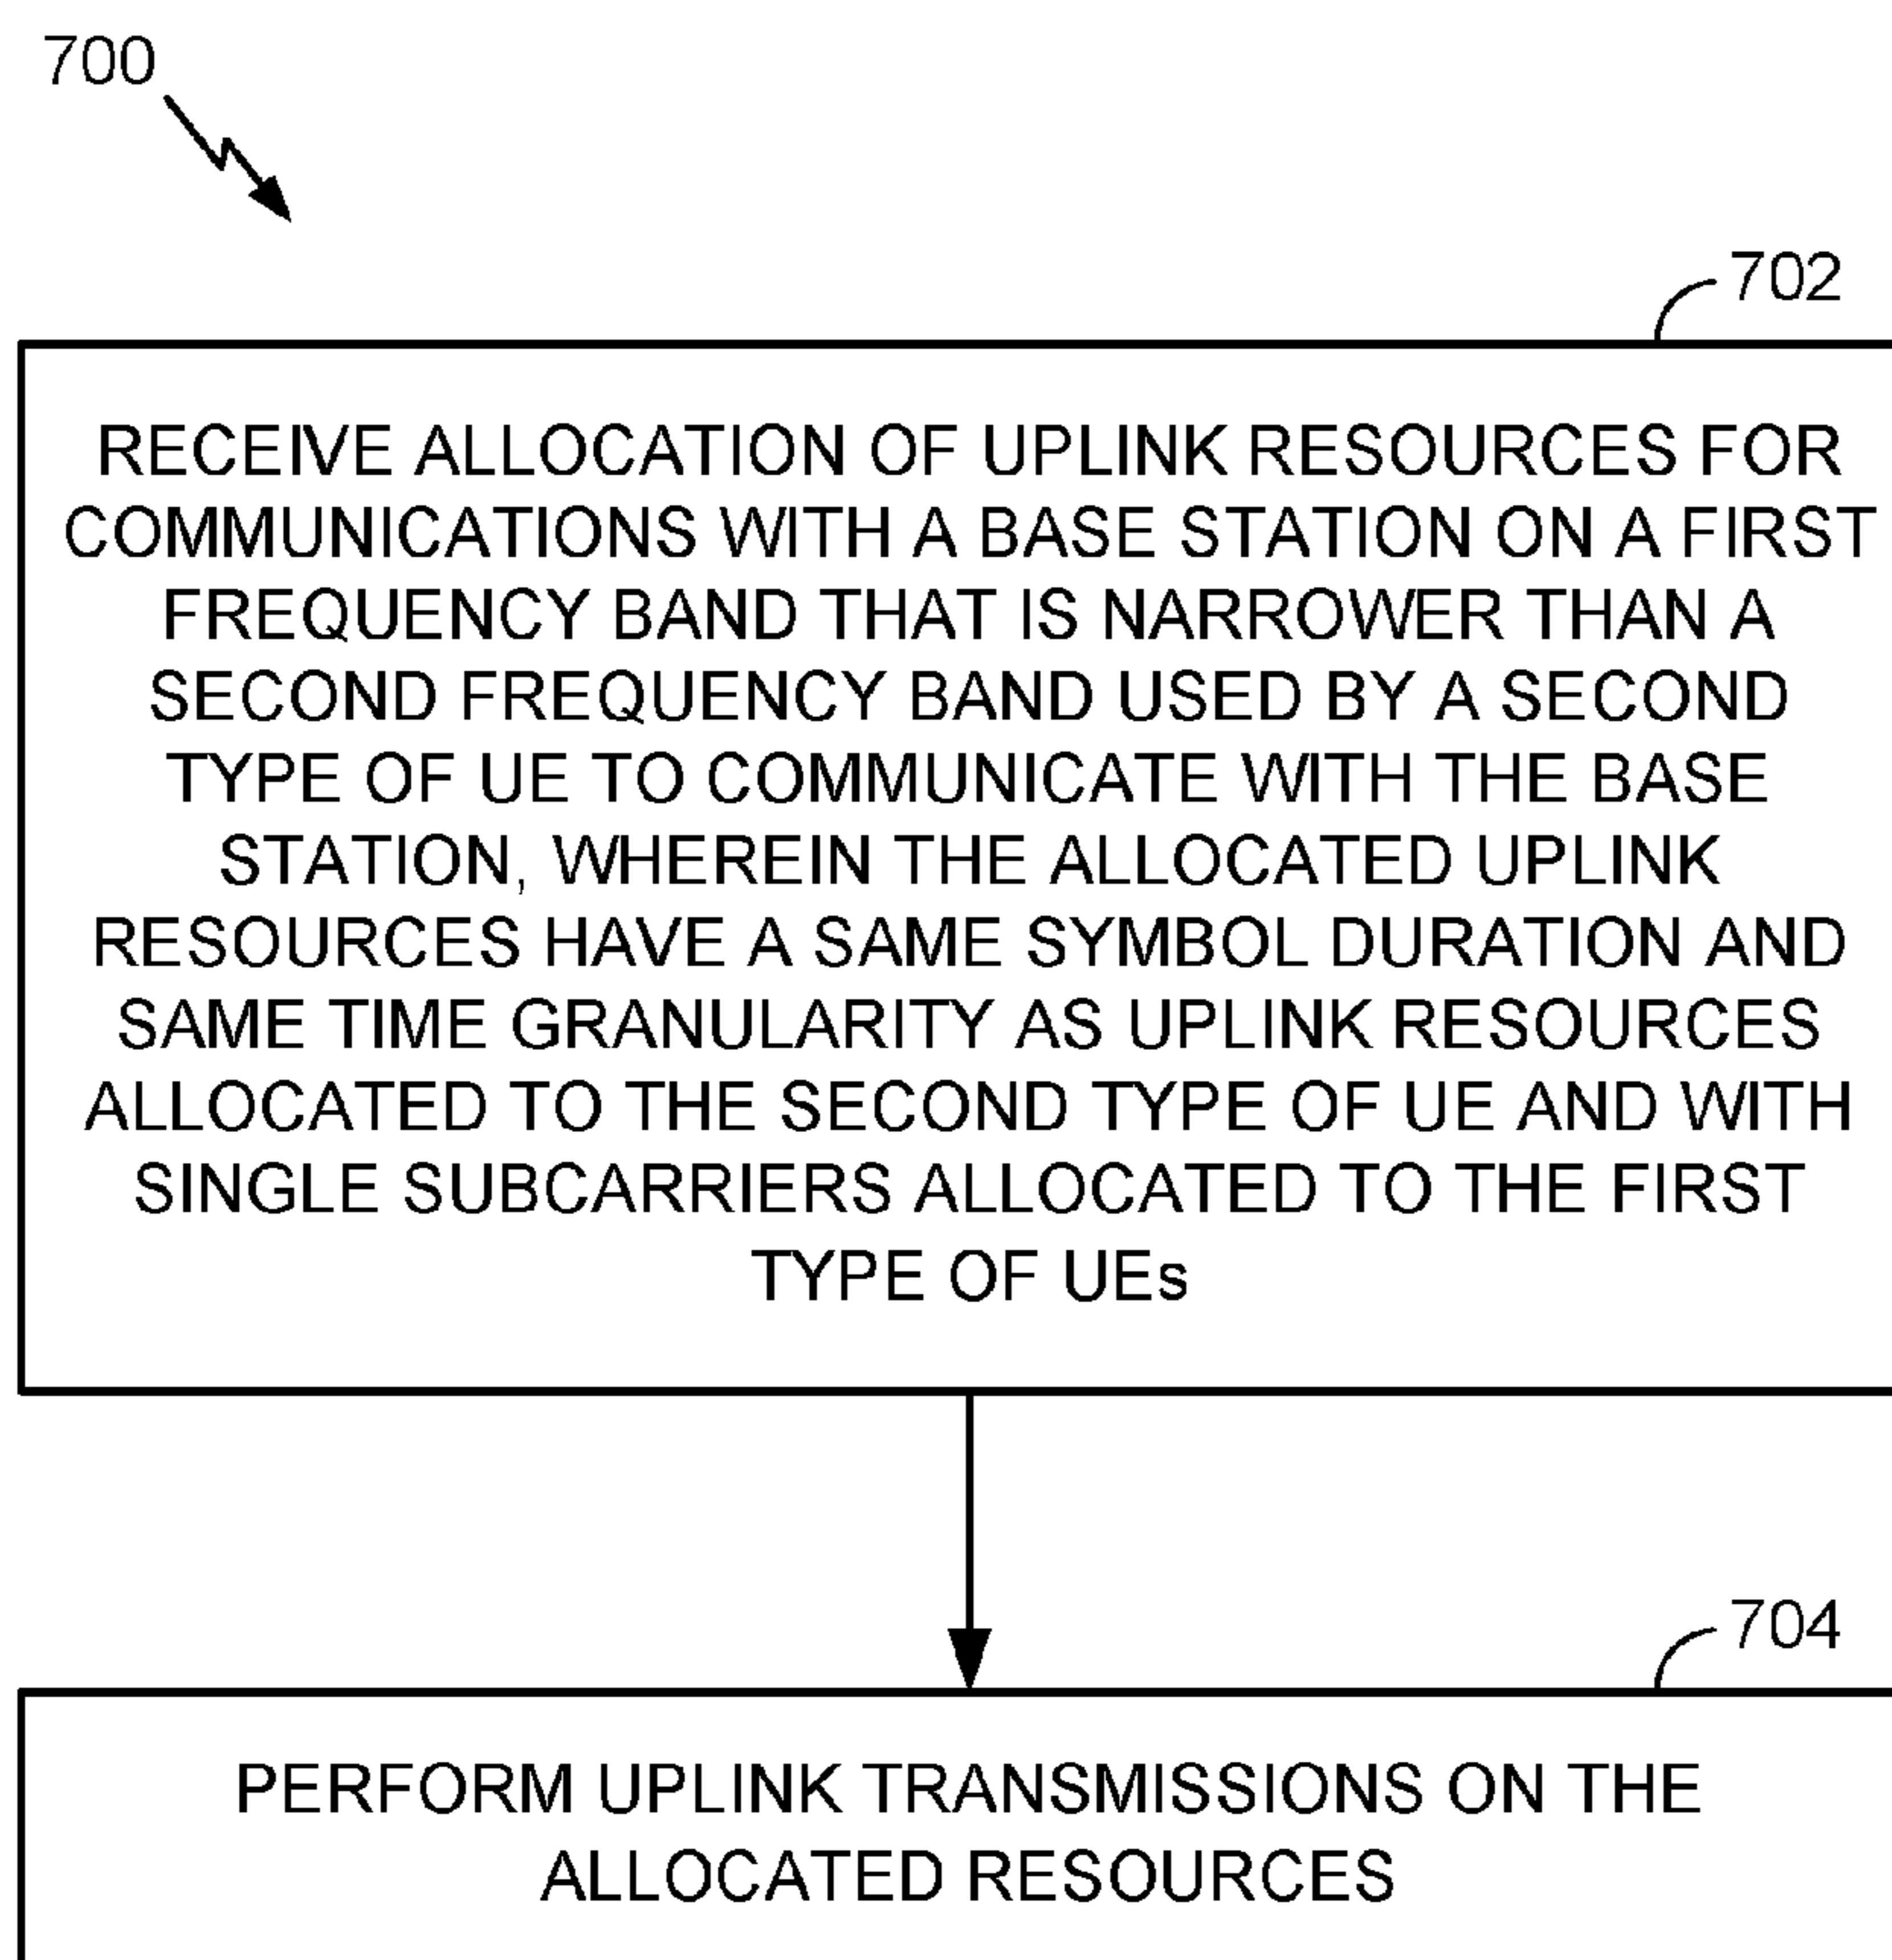 700
702
RECEIVE ALLOCATION OF UPLINK RESOURCES FOR
COMMUNICATIONS WITH A BASE STATION ON A FIRST
FREQUENCY BAND THAT IS NARROWER THAN A
SECOND FREQUENCY BAND USED BY A SECOND
TYPE OF UE TO COMMUNICATE WITH THE BASE
STATION, WHEREIN THE ALLOCATED UPLINK
RESOURCES HAVE A SAME SYMBOL DURATION AND
SAME TIME GRANULARITY AS UPLINK RESOURCES
ALLOCATED TO THE SECOND TYPE OF UE AND WITH
SINGLE SUBCARRIERS ALLOCATED TO THE FIRST
TYPE OF UEs
704
PERFORM UPLINK TRANSMISSIONS ON THE
ALLOCATED RESOURCES